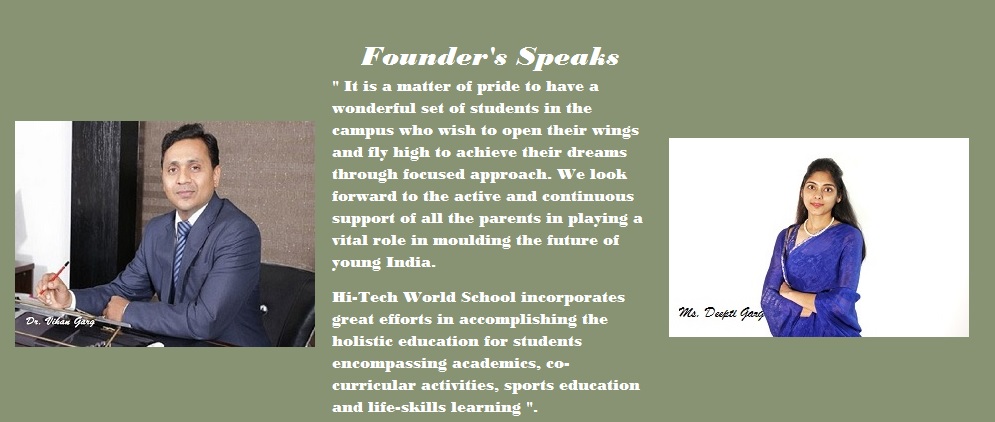 Founder's Speaks
" It is a matter of pride to have a
wonderful set of students in the
campus who wish to open their wings
and fly high to achieve their dreams
through focused approach. We look
forward to the active and continuous
support of all the parents in playing a
vital role in moulding the future of
young India.
Hi-Tech World School incorporates
great efforts in accomplishing the
holistic education for students
encompassing academics, co-
curricular activities, sports education
and life-skills learning ".
Dr. Vihan Garg
Ms. Deepti Garg